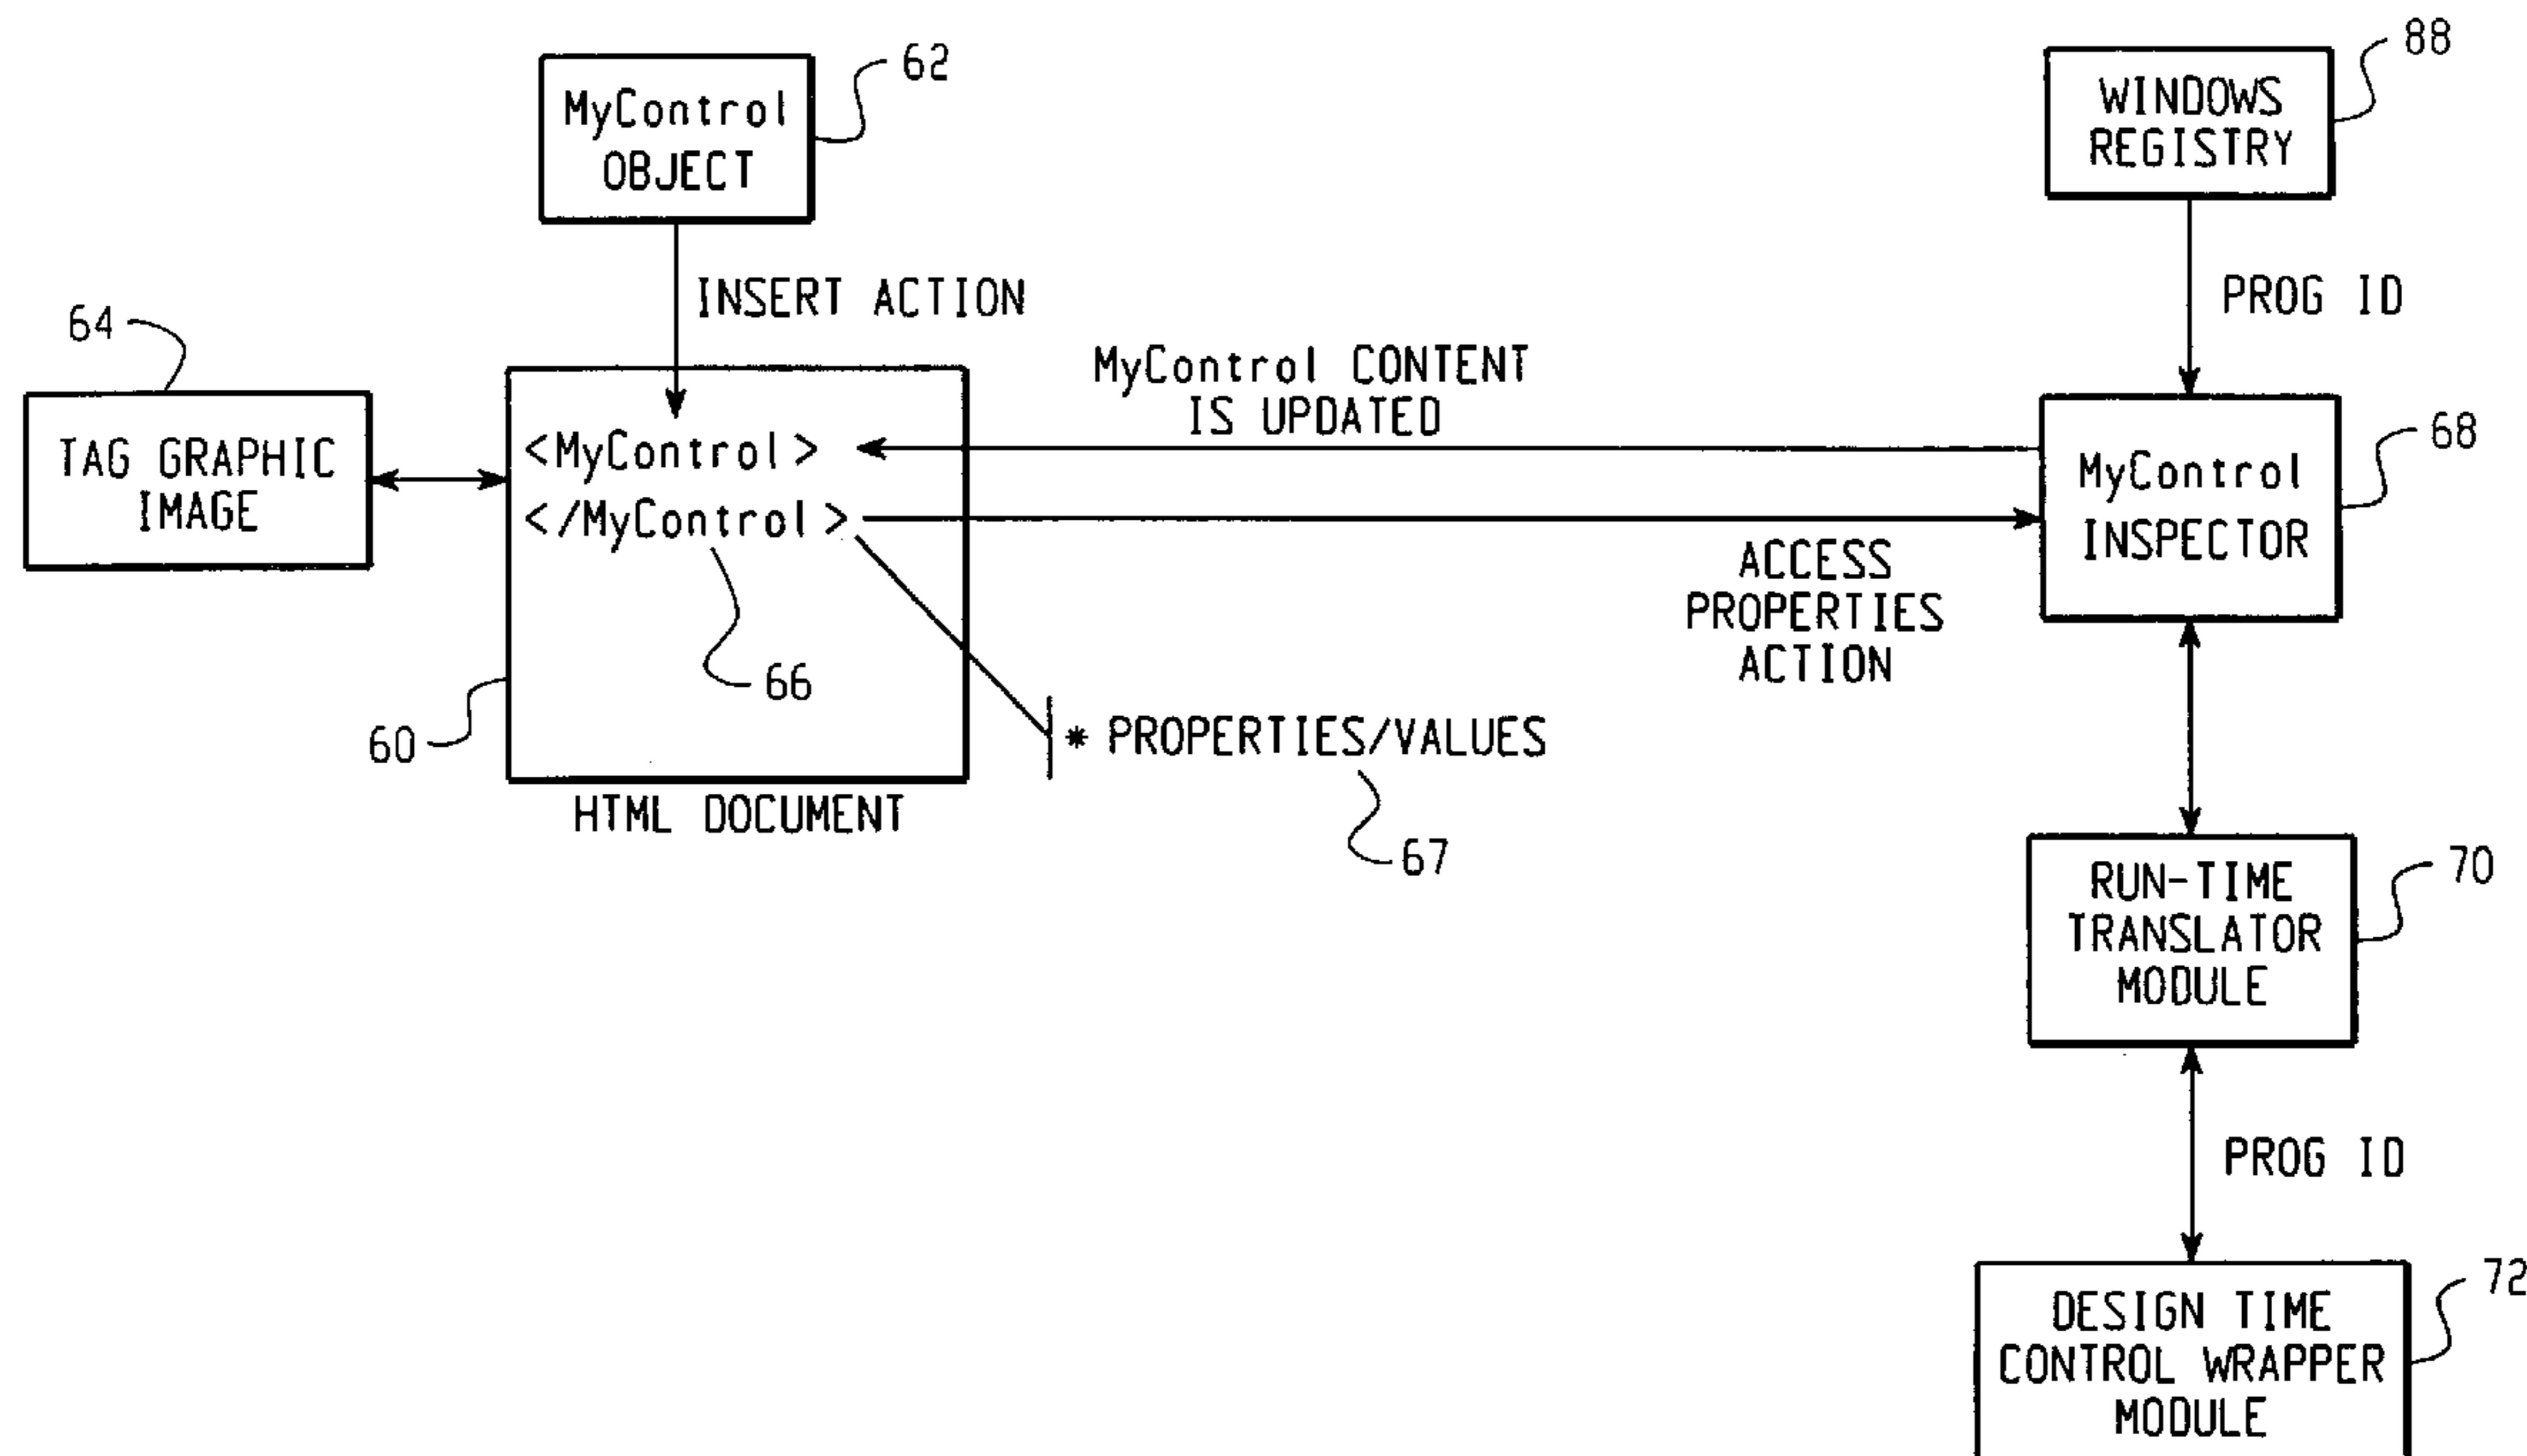 62
MyControl
OBJECT
88
WINDOWS
REGISTRY
INSERT ACTION
PROG ID
64
TAG GRAPHIC
IMAGE
<MyControl>
</MyControl>
66
60
HTML DOCUMENT
MyControl CONTENT
IS UPDATED
ACCESS
PROPERTIES
ACTION
* PROPERTIES/VALUES
67
68
MyControl
INSPECTOR
70
RUN-TIME
TRANSLATOR
MODULE
PROG ID
72
DESIGN TIME
CONTROL WRAPPER
MODULE